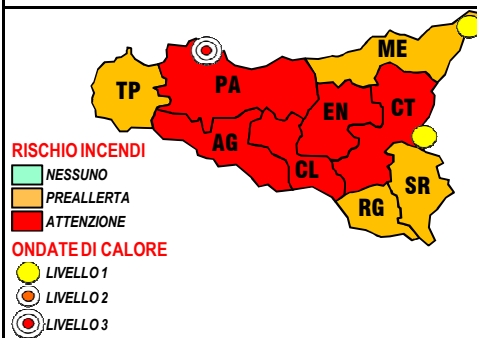 ME
TP
PA
EN
CT
AG
CL
SR
RG
RISCHIO INCENDI
NESSUNO
PREALLERTA
ATTENZIONE
ONDATE DI CALORE
LIVELLO 1
LIVELLO 2
LIVELLO 3